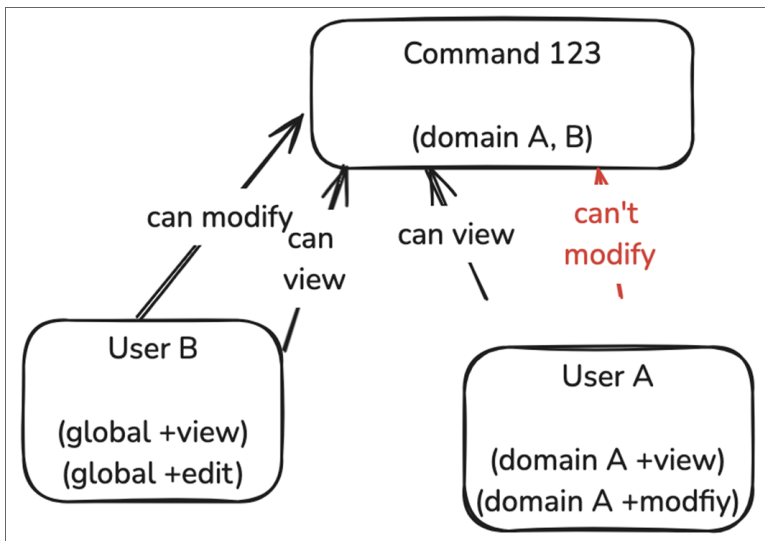 Command 123
(domain A, B)
can modify
can
view
can view
can't
modify
User B
(global +view)
(global +edit)
User A
(domain A +view)
(domain A +modfiy)